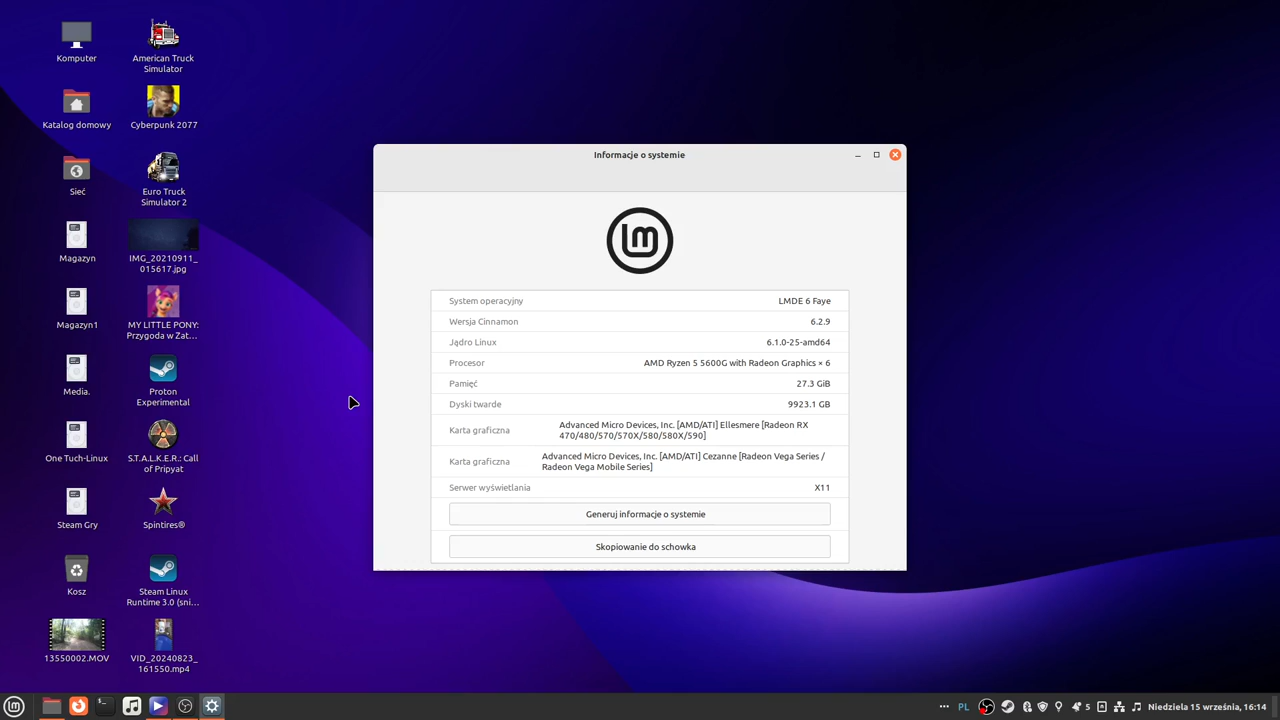 Komputer
American Truck
Simulator
Katalog domowy
Cyberpunk 2077
Sieć
Euro Truck
Simulator 2
Magazyn
IMG_20210911_
015617.jpg
Magazyn1
MY LITTLE PONY:
Przygoda w Zat...
Media.
Proton
Experimental
One Tuch-Linux
S.T.A.L.K.E.R.: Call
of Pripyat
Steam Gry
Spintires®
Kosz
Steam Linux
Runtime 3.0 (sni...
13550002.MOV
VID_20240823_
161550.mp4
Informacje o systemie
System operacyjny LMDE 6 Faye
Wersja Cinnamon 6.2.9
Jądro Linux 6.1.0-25-amd64
Procesor AMD Ryzen 5 5600G with Radeon Graphics × 6
Pamięć 27.3 GiB
Dyski twarde 9923.1 GB
Karta graficzna Advanced Micro Devices, Inc. [AMD/ATI] Ellesmere [Radeon RX
470/480/570/570X/580/580X/590]
Karta graficzna Advanced Micro Devices, Inc. [AMD/ATI] Cezanne [Radeon Vega Series /
Radeon Vega Mobile Series]
Serwer wyświetlania X11
Generuj informacje o systemie
Skopiowanie do schowka
PL 5 Niedziela 15 września, 16:14